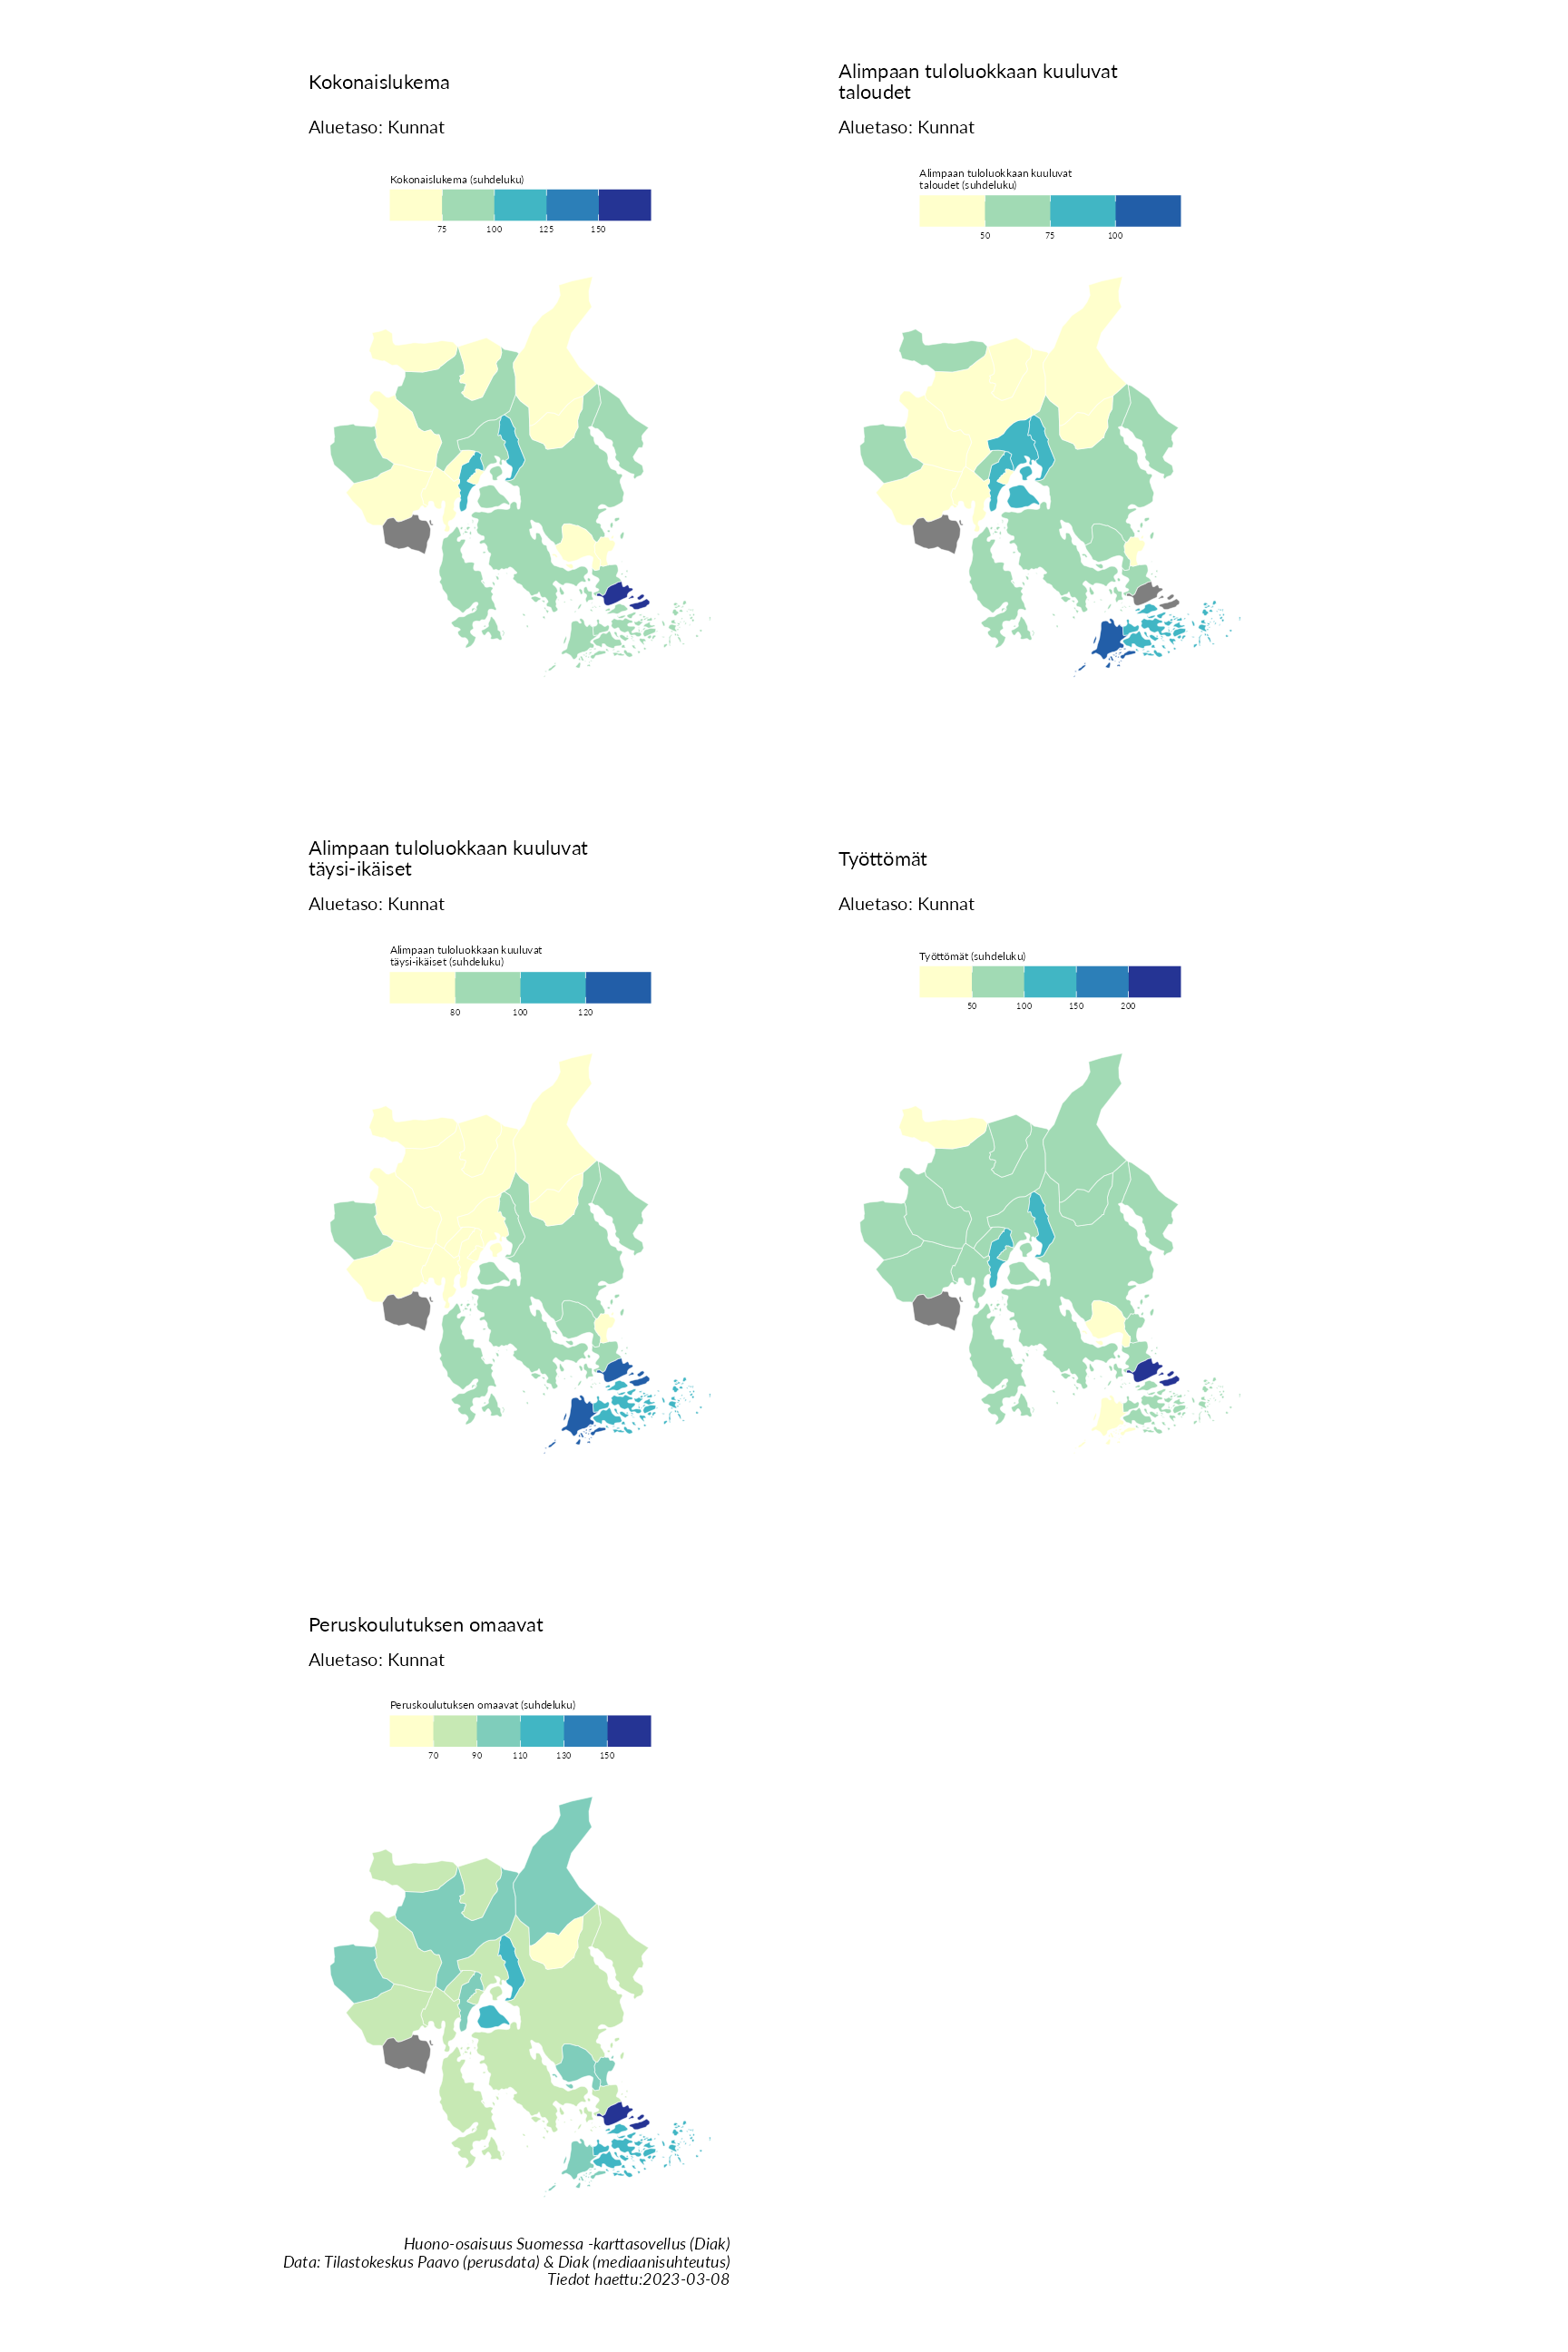 Kokonaislukema
Aluetaso: Kunnat
Kokonaislukema (suhdeluku)
75 100 125 150
Alimpaan tuloluokkaan kuuluvat
taloudet
Aluetaso: Kunnat
Alimpaan tuloluokkaan kuuluvat
taloudet (suhdeluku)
50 75 100
Alimpaan tuloluokkaan kuuluvat
täysi-ikäiset
Aluetaso: Kunnat
Alimpaan tuloluokkaan kuuluvat
täysi-ikäiset (suhdeluku)
80 100 120
Työttömät
Aluetaso: Kunnat
Työttömät (suhdeluku)
50 100 150 200
Peruskoulutuksen omaavat
Aluetaso: Kunnat
Peruskoulutuksen omaavat (suhdeluku)
70 90 110 130 150
Huono-osaisuus Suomessa -karttasovellus (Diak)
Data: Tilastokeskus Paavo (perusdata) & Diak (mediaanisuhteutus)
Tiedot haettu:2023-03-08